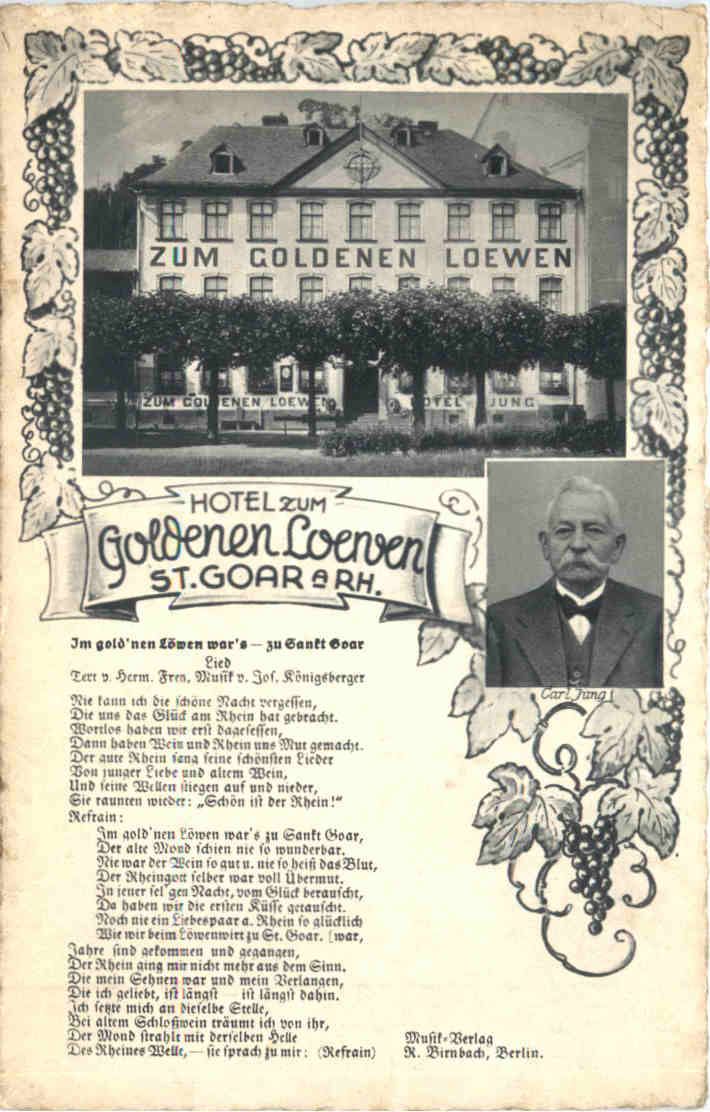 ZUM GOLDENEN LOEWEN
ZUM GOLDENEN LOEWEN
HOTEL JUNG
HOTEL ZUM
Goldenen Loewen
ST. GOAR a RH.
Carl Jung
Im gold'nen Löwen war's — zu Sankt Goar
Lied
Text v. Herm. Frey, Musik v. Jos. Königsberger
Nie kann ich die schöne Nacht vergessen,
Die uns das Glück am Rhein hat gebracht.
Wortlos haben wir erst dagesessen,
Dann haben Wein und Rhein uns Mut gemacht.
Der gute Rhein sang seine schönsten Lieder
Von junger Liebe und altem Wein,
Und seine Wellen stiegen auf und nieder,
Sie raunten wieder: „Schön ist der Rhein!"
Refrain:
Im gold'nen Löwen war's zu Sankt Goar,
Der alte Mond schien nie so wunderbar.
Nie war der Wein so gut u. nie so heiß das Blut,
Der Rheingott selber war voll Übermut.
In jener sel'gen Nacht, vom Glück berauscht,
Da haben wir die ersten Küsse getauscht.
Noch nie ein Liebespaar a. Rhein so glücklich
Wie wir beim Löwenwirt zu St. Goar. [war,
Jahre sind gekommen und gegangen,
Der Rhein ging mir nicht mehr aus dem Sinn.
Die mein Sehnen war und mein Verlangen,
Die ich geliebt, ist längst — ist längst dahin.
Ich setzte mich an dieselbe Stelle,
Bei altem Schloßwein träumt ich von ihr,
Der Mond strahlt mit derselben Helle
Des Rheines Welle, — sie sprach zu mir: (Refrain)
Musik-Verlag
R. Birnbach, Berlin.